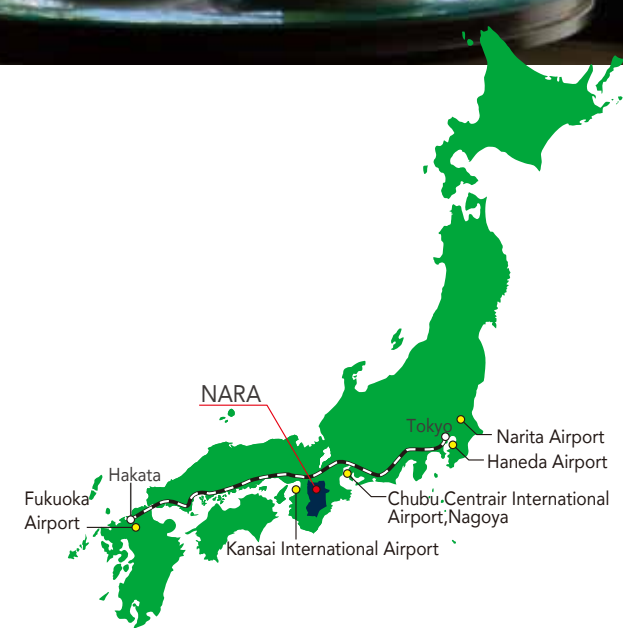 NARA
Tokyo
Narita Airport
Haneda Airport
Hakata
Fukuoka
Airport
Chubu Centrair International
Airport,Nagoya
Kansai International Airport